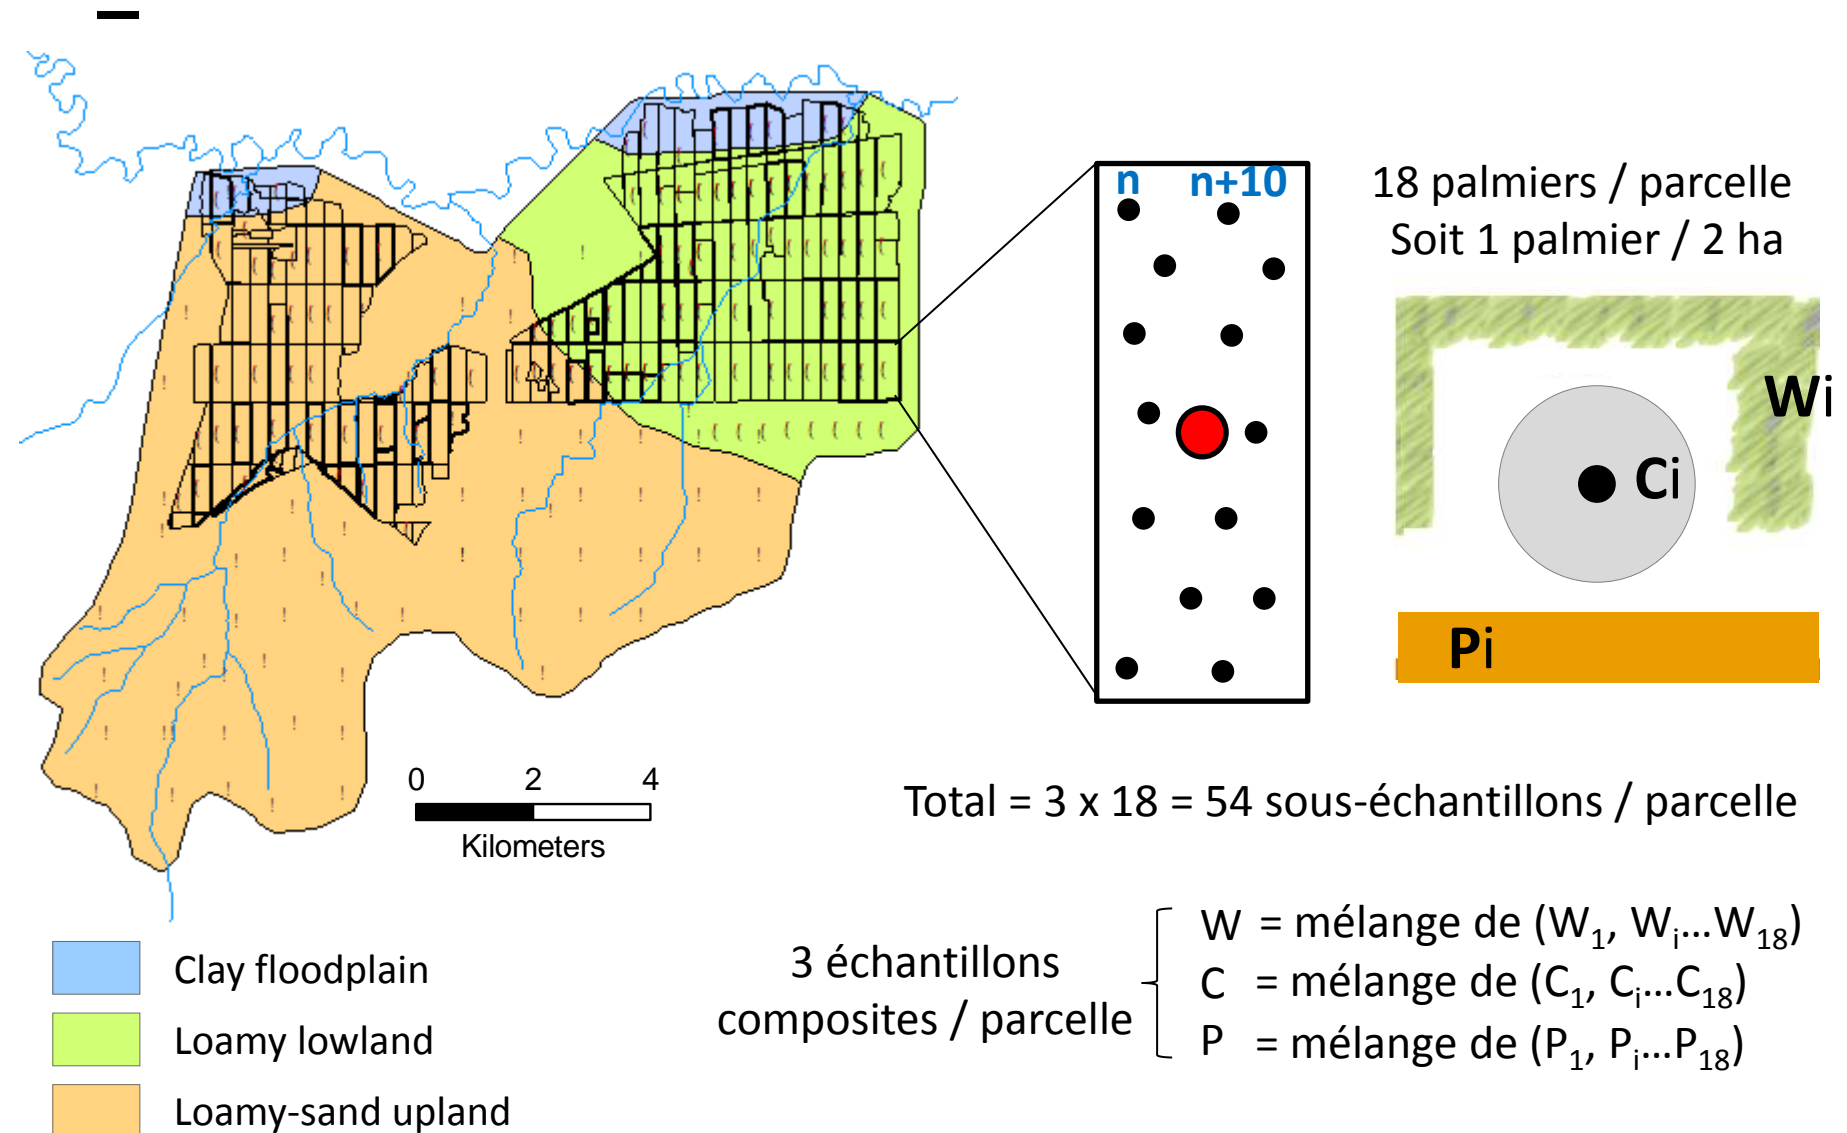 n n+10
18 palmiers / parcelle
Soit 1 palmier / 2 ha
Wi
Ci
Pi
0 2 4
Kilometers
Total = 3 x 18 = 54 sous-échantillons / parcelle
3 échantillons
composites / parcelle
W = mélange de (W₁, Wᵢ...W₁₈)
C = mélange de (C₁, Cᵢ...C₁₈)
P = mélange de (P₁, Pᵢ...P₁₈)
Clay floodplain
Loamy lowland
Loamy-sand upland